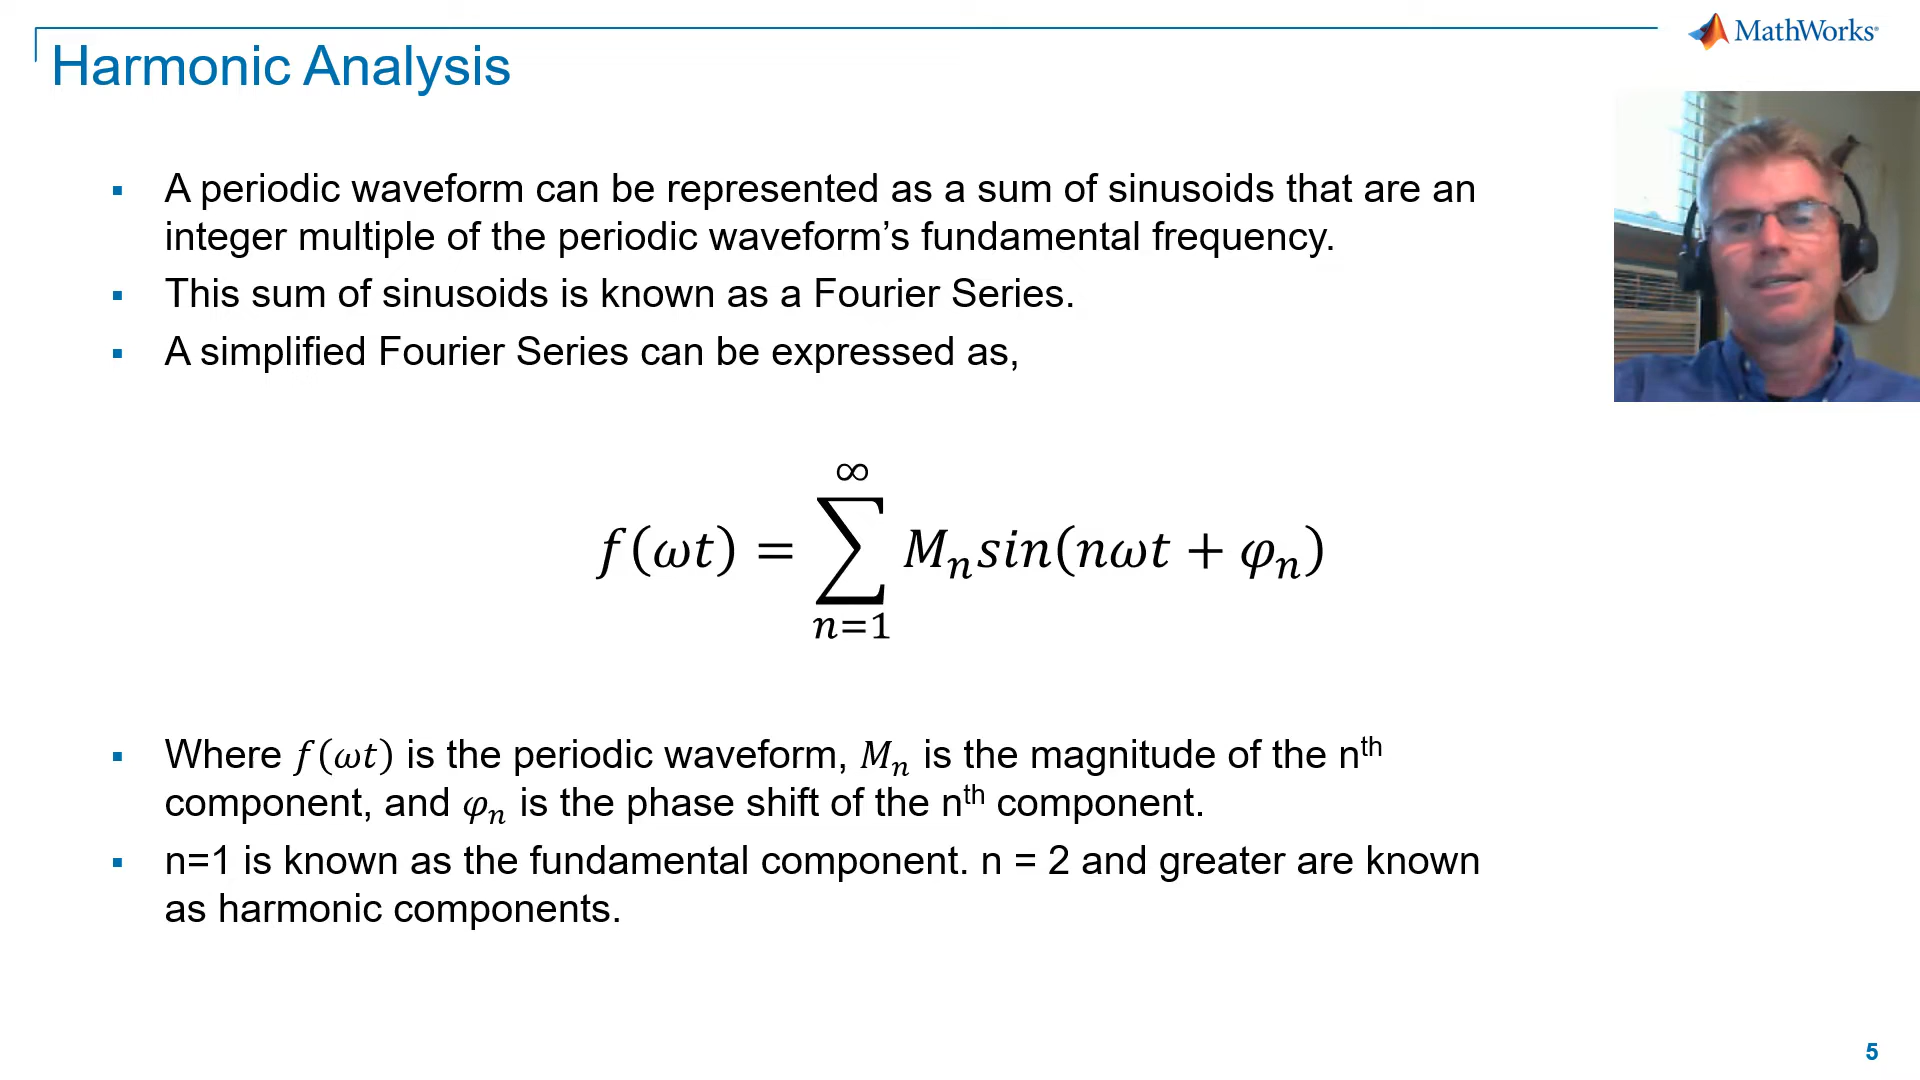 MathWorks®
Harmonic Analysis
▪ A periodic waveform can be represented as a sum of sinusoids that are an
integer multiple of the periodic waveform’s fundamental frequency.
▪ This sum of sinusoids is known as a Fourier Series.
▪ A simplified Fourier Series can be expressed as,
f(ωt) = ∑_{n=1}^{∞} Mₙsin(nωt + φₙ)
▪ Where f(ωt) is the periodic waveform, Mₙ is the magnitude of the nᵗʰ
component, and φₙ is the phase shift of the nᵗʰ component.
▪ n=1 is known as the fundamental component. n = 2 and greater are known
as harmonic components.
5